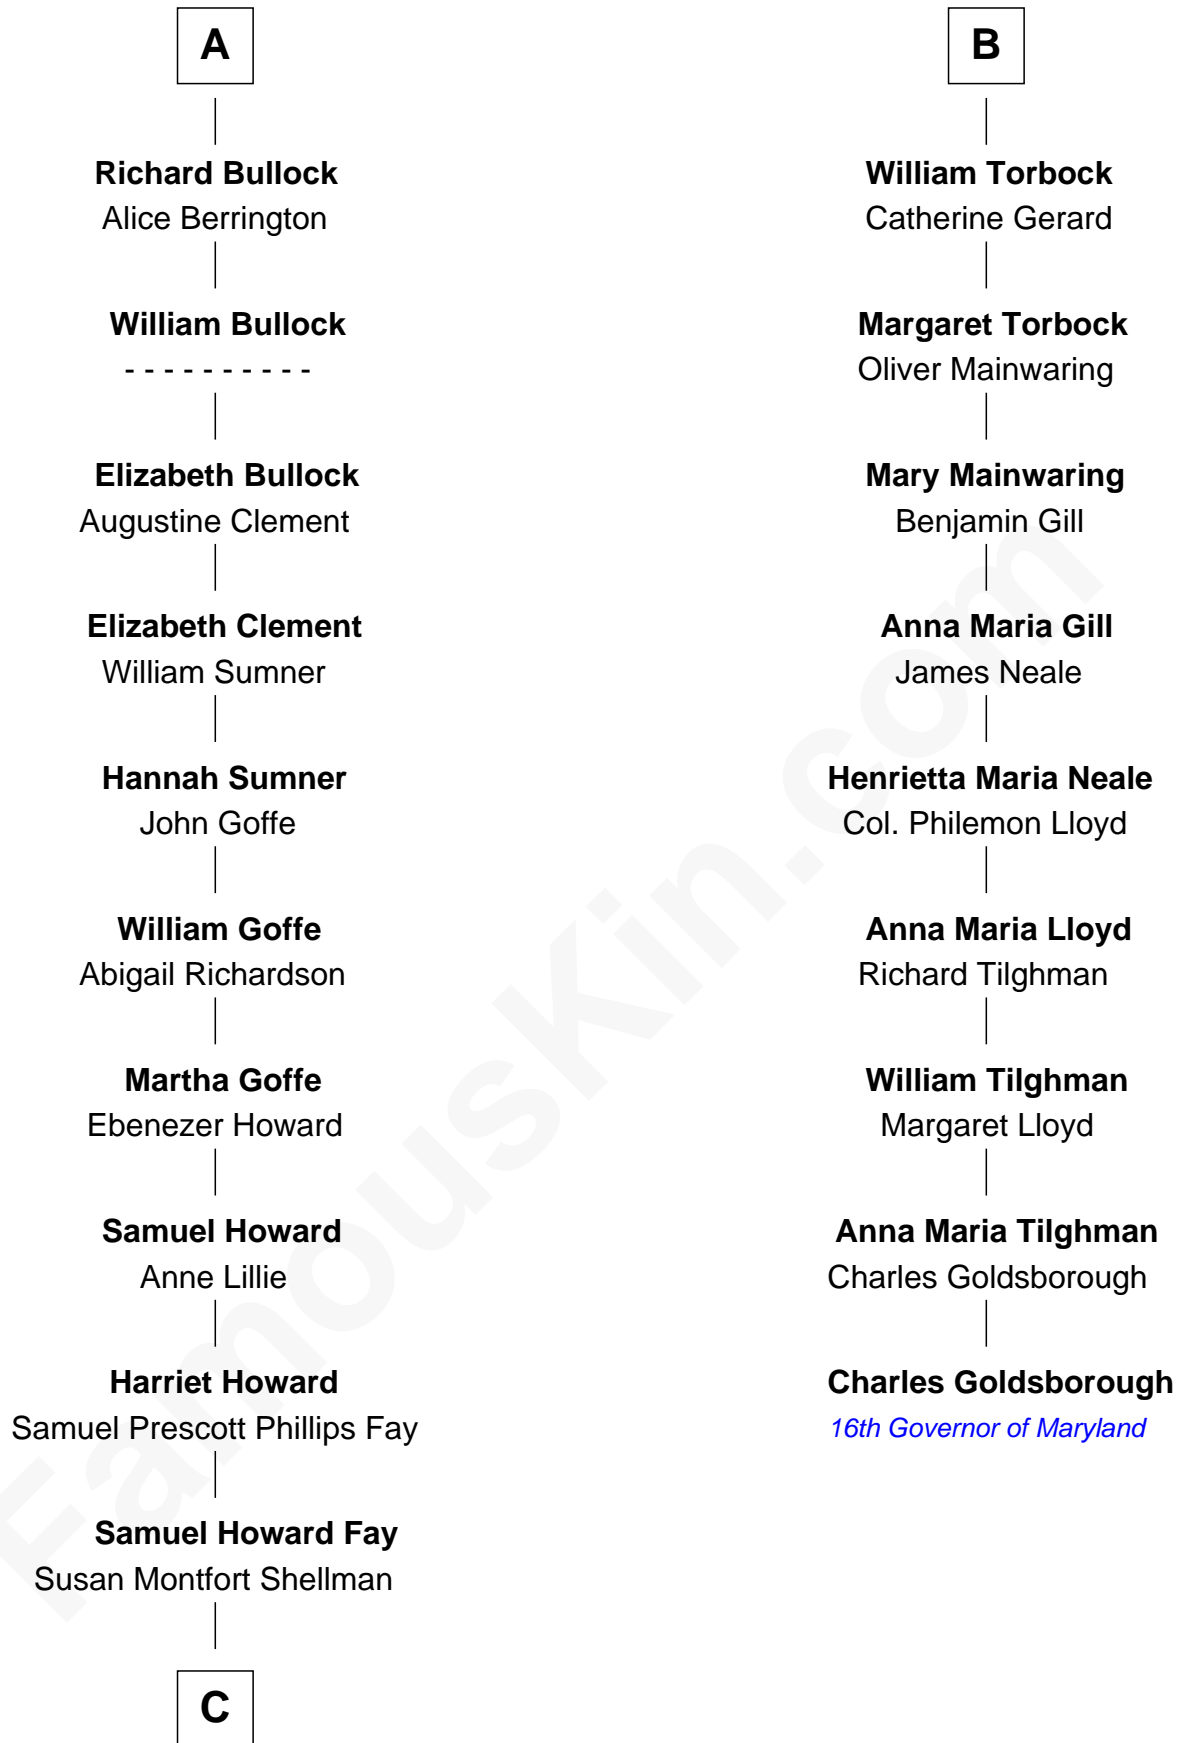 A
Richard Bullock
Alice Berrington
William Bullock
- - - - - - - - - -
Elizabeth Bullock
Augustine Clement
Elizabeth Clement
William Sumner
Hannah Sumner
John Goffe
William Goffe
Abigail Richardson
Martha Goffe
Ebenezer Howard
Samuel Howard
Anne Lillie
Harriet Howard
Samuel Prescott Phillips Fay
Samuel Howard Fay
Susan Montfort Shellman
C
B
William Torbock
Catherine Gerard
Margaret Torbock
Oliver Mainwaring
Mary Mainwaring
Benjamin Gill
Anna Maria Gill
James Neale
Henrietta Maria Neale
Col. Philemon Lloyd
Anna Maria Lloyd
Richard Tilghman
William Tilghman
Margaret Lloyd
Anna Maria Tilghman
Charles Goldsborough
Charles Goldsborough
16th Governor of Maryland
FamousKin.com